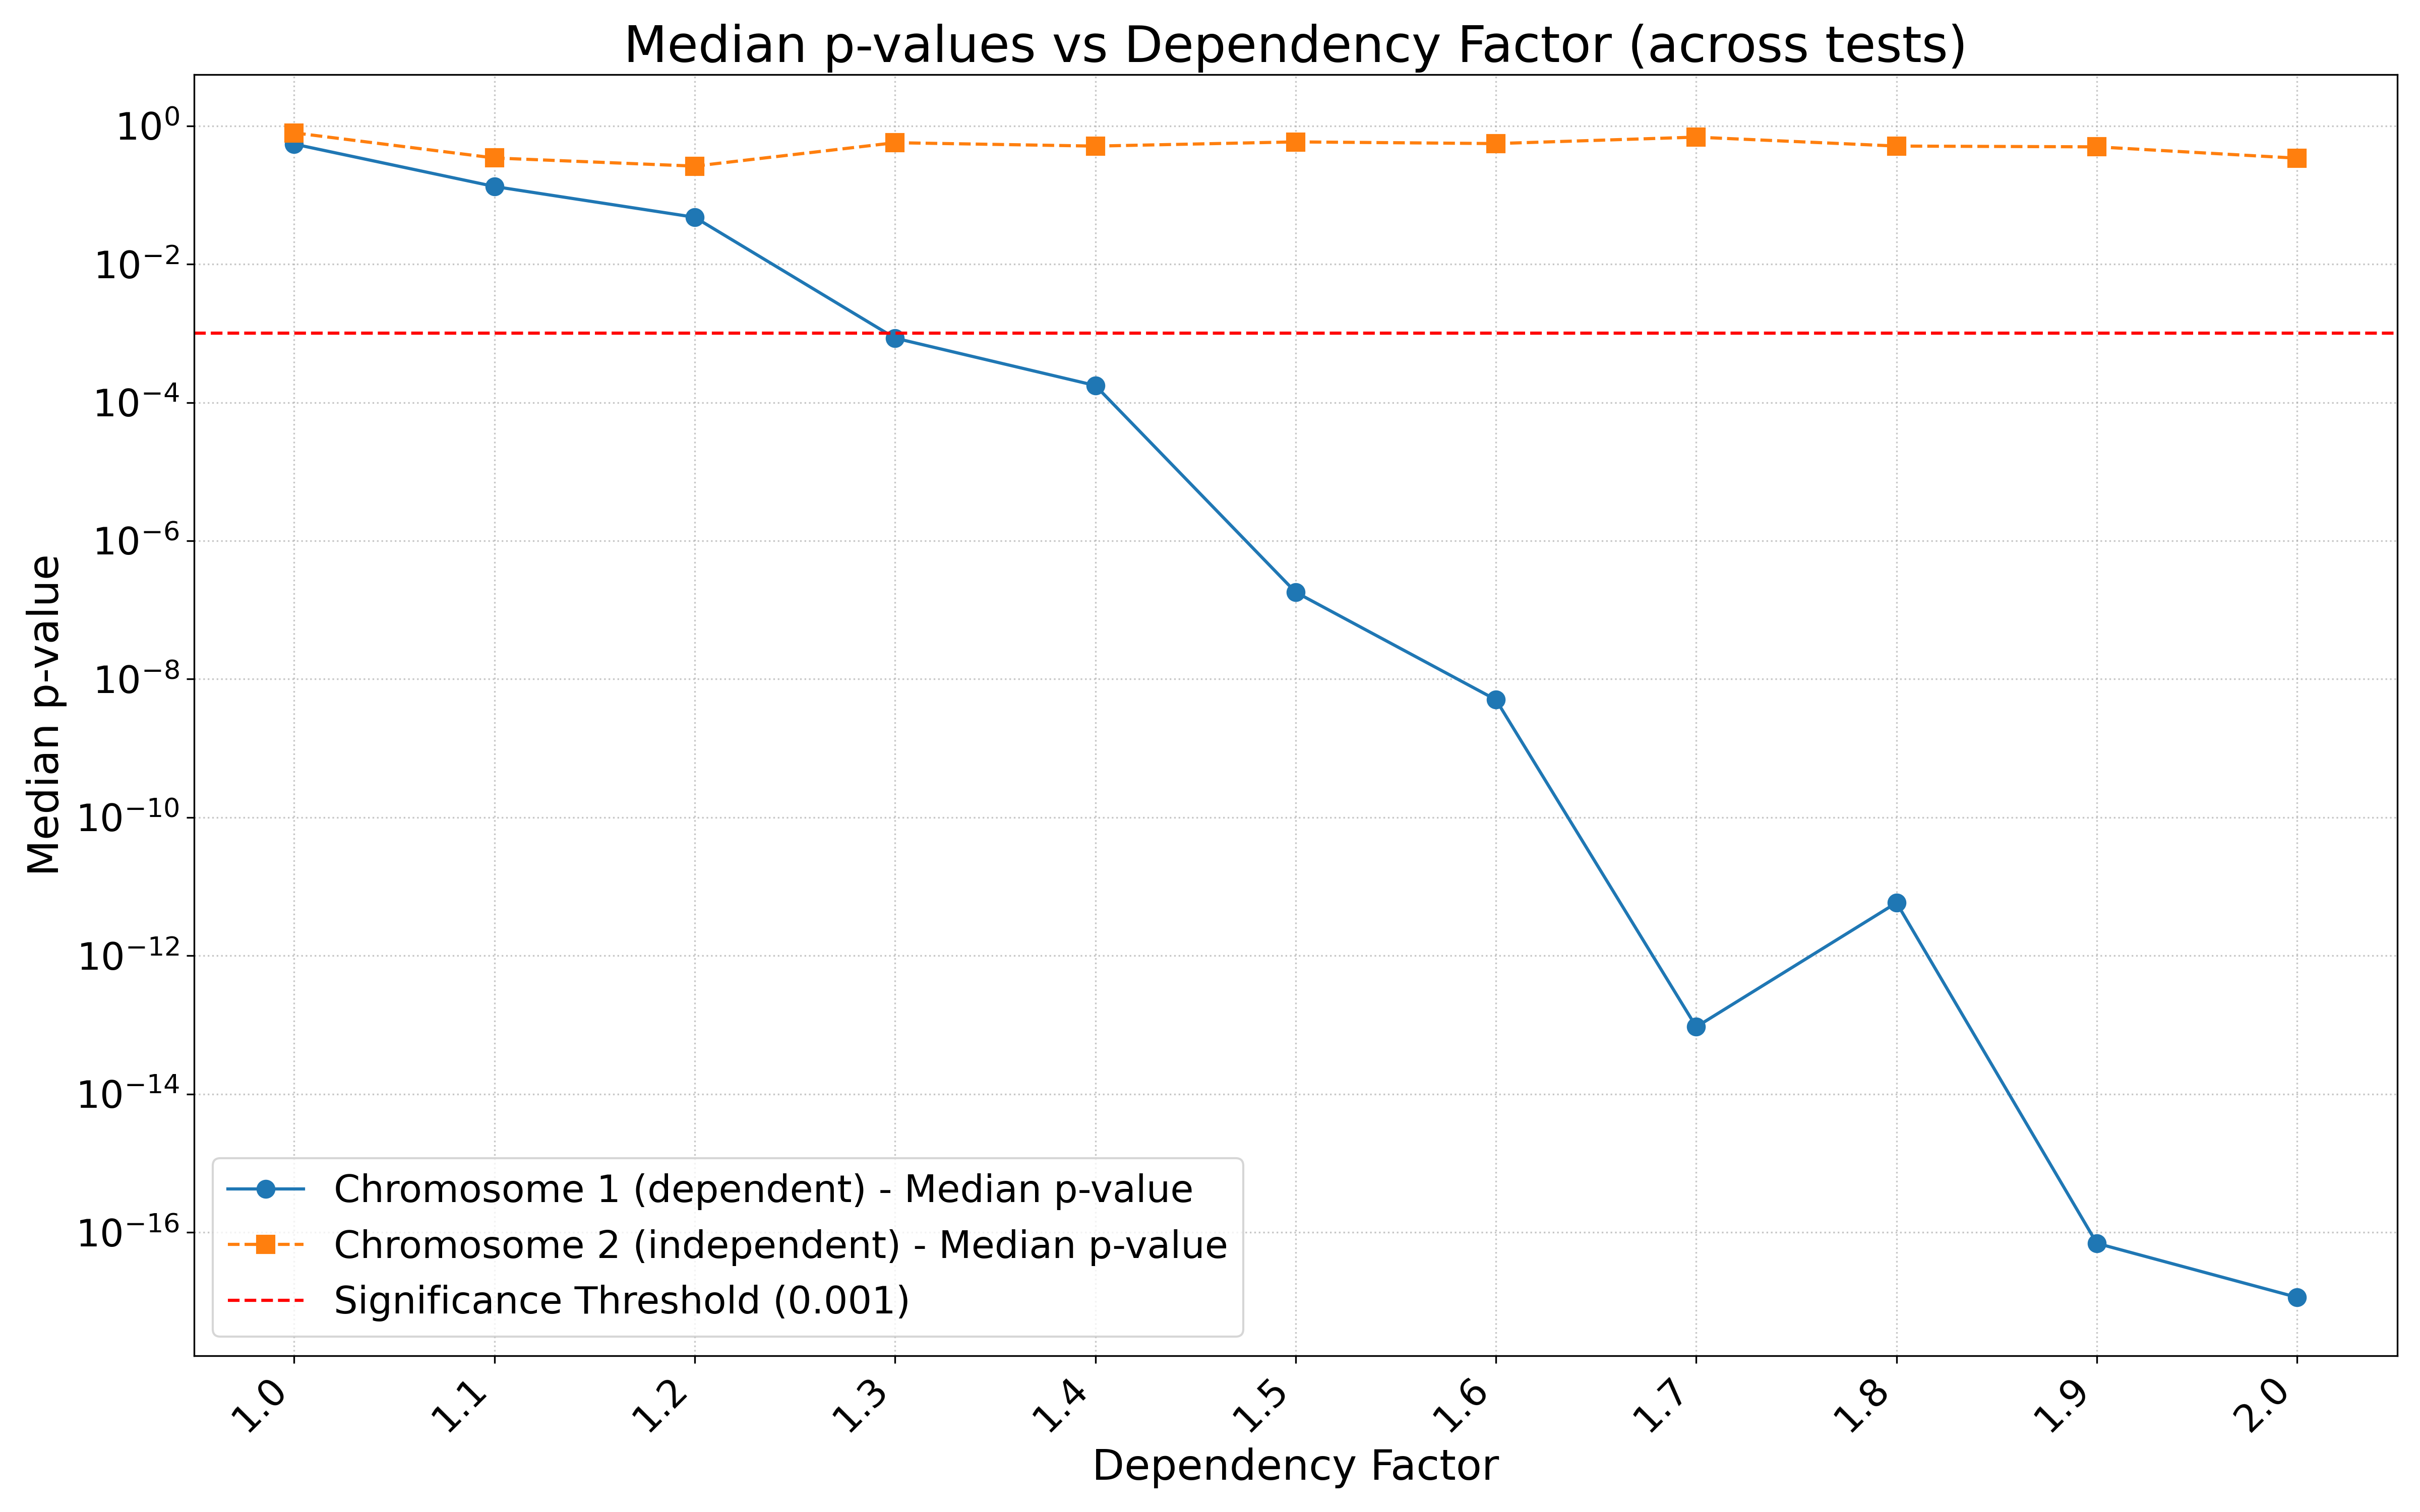 Median p-values vs Dependency Factor (across tests)
Median p-value
10⁰
10⁻²
10⁻⁴
10⁻⁶
10⁻⁸
10⁻¹⁰
10⁻¹²
10⁻¹⁴
10⁻¹⁶
Chromosome 1 (dependent) - Median p-value
Chromosome 2 (independent) - Median p-value
Significance Threshold (0.001)
1.0 1.1 1.2 1.3 1.4 1.5 1.6 1.7 1.8 1.9 2.0
Dependency Factor